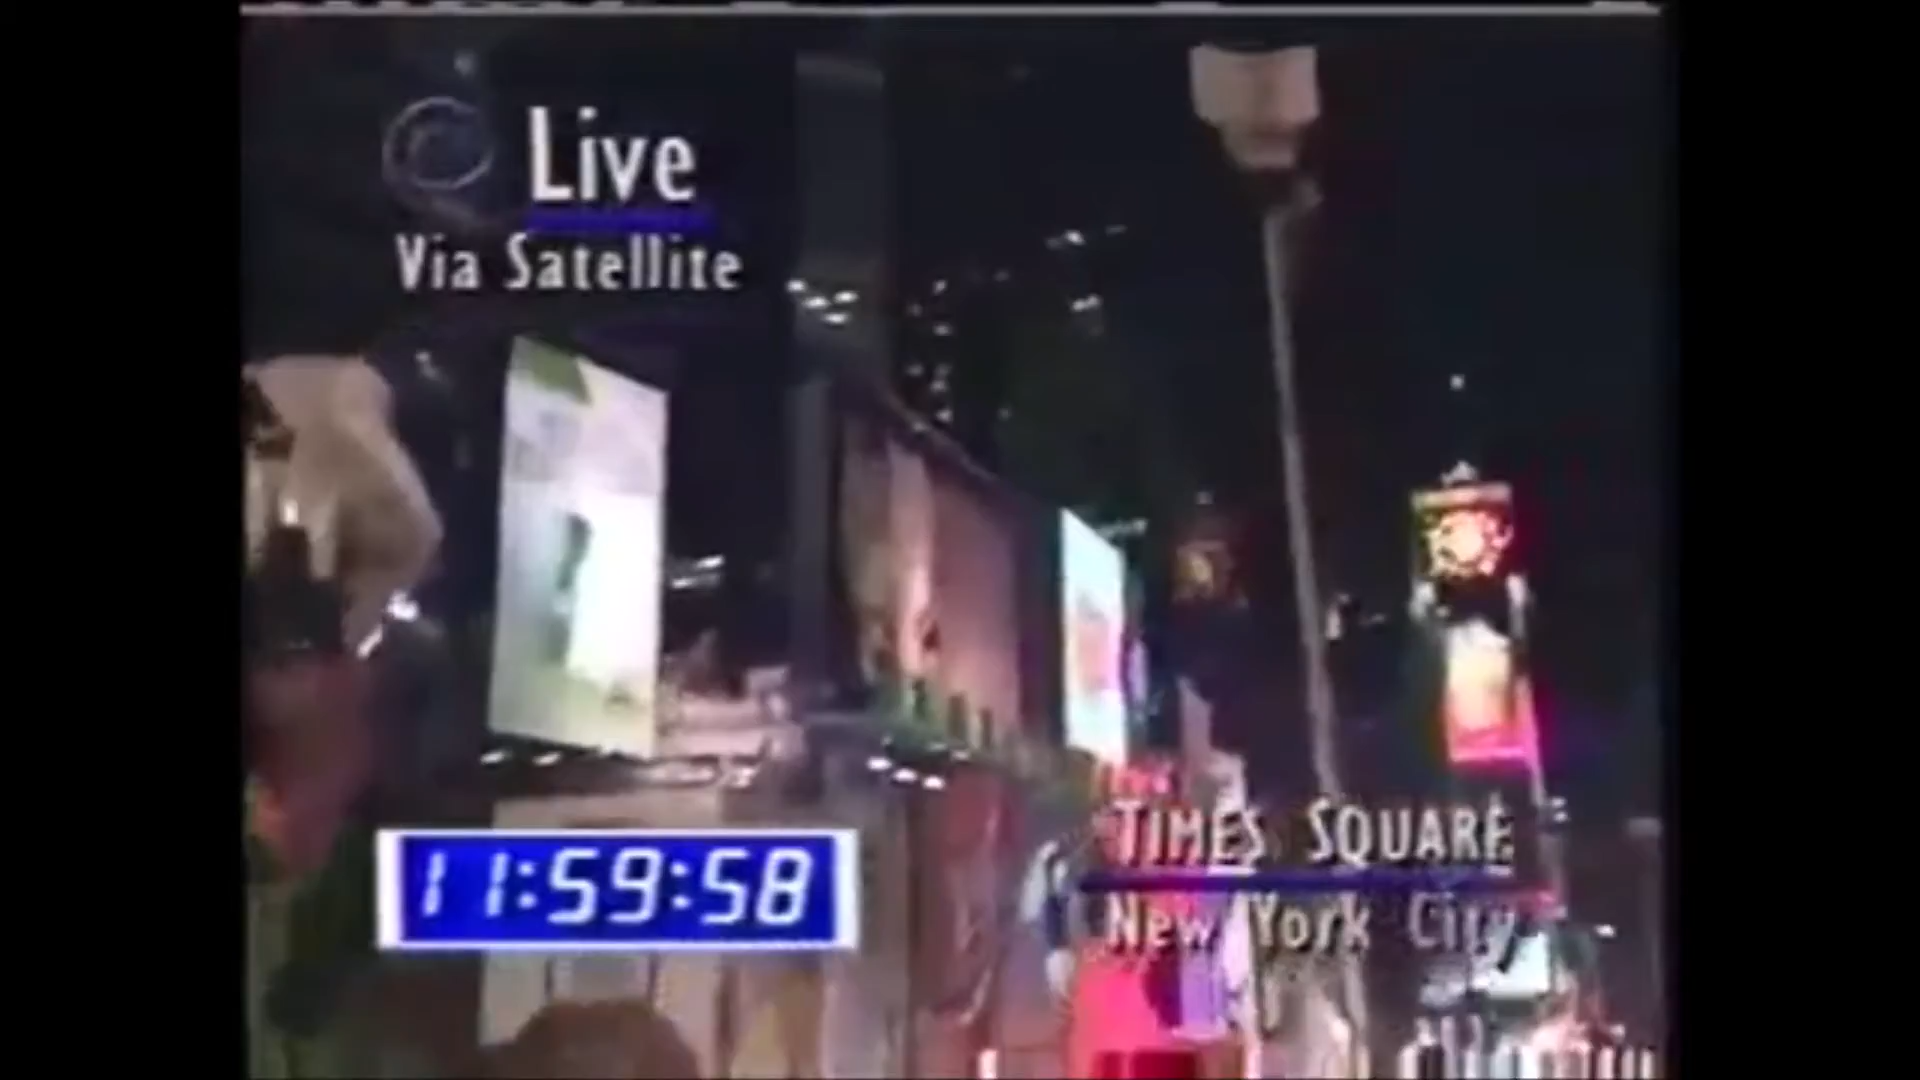 Live
Via Satellite
11:59:58
TIMES SQUARE
New York City